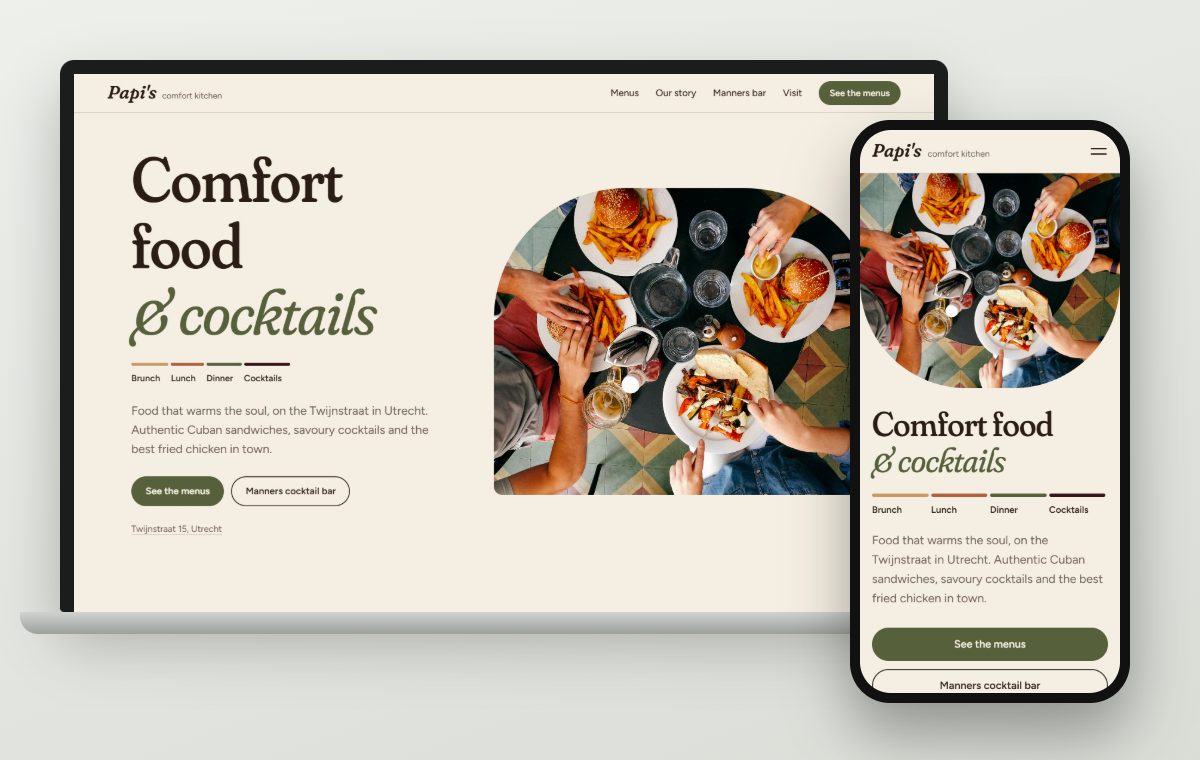 Papi's comfort kitchen
Menus Our story Manners bar Visit See the menus
Comfort
food
& cocktails
Brunch Lunch Dinner Cocktails
Food that warms the soul, on the Twijnstraat in Utrecht.
Authentic Cuban sandwiches, savoury cocktails and the
best fried chicken in town.
See the menus Manners cocktail bar
Twijnstraat 15, Utrecht
Papi's comfort kitchen
Comfort food
& cocktails
Brunch Lunch Dinner Cocktails
Food that warms the soul, on the
Twijnstraat in Utrecht. Authentic Cuban
sandwiches, savoury cocktails and the best
fried chicken in town.
See the menus
Manners cocktail bar